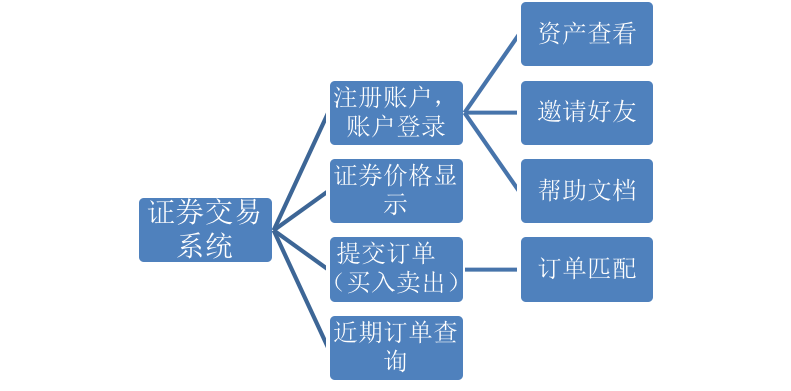 证券交易
系统
注册账户，
账户登录
资产查看
邀请好友
帮助文档
证券价格显
示
提交订单
（买入卖出）
订单匹配
近期订单查
询